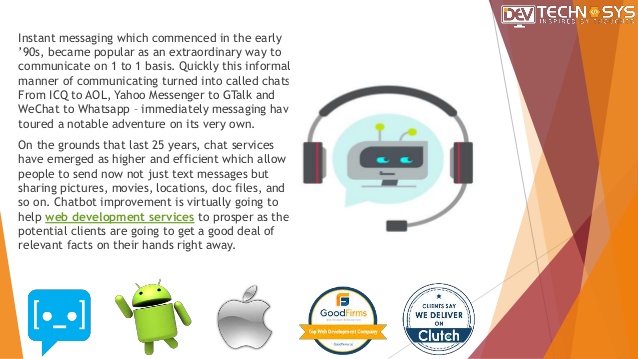 DEV TECHNOSYS
INSPIRED BY THOUGHTS
Instant messaging which commenced in the early
’90s, became popular as an extraordinary way to
communicate on 1 to 1 basis. Quickly this informal
manner of communicating turned into called chats
From ICQ to AOL, Yahoo Messenger to GTalk and
WeChat to Whatsapp – immediately messaging hav
toured a notable adventure on its very own.
On the grounds that last 25 years, chat services
have emerged as higher and efficient which allow
people to send now not just text messages but
sharing pictures, movies, locations, doc files, and
so on. Chatbot improvement is virtually going to
help web development services to prosper as the
potential clients are going to get a good deal of
relevant facts on their hands right away.
GoodFirms
Top Web Development Company
CLIENTS SAY
WE DELIVER
ON
Clutch